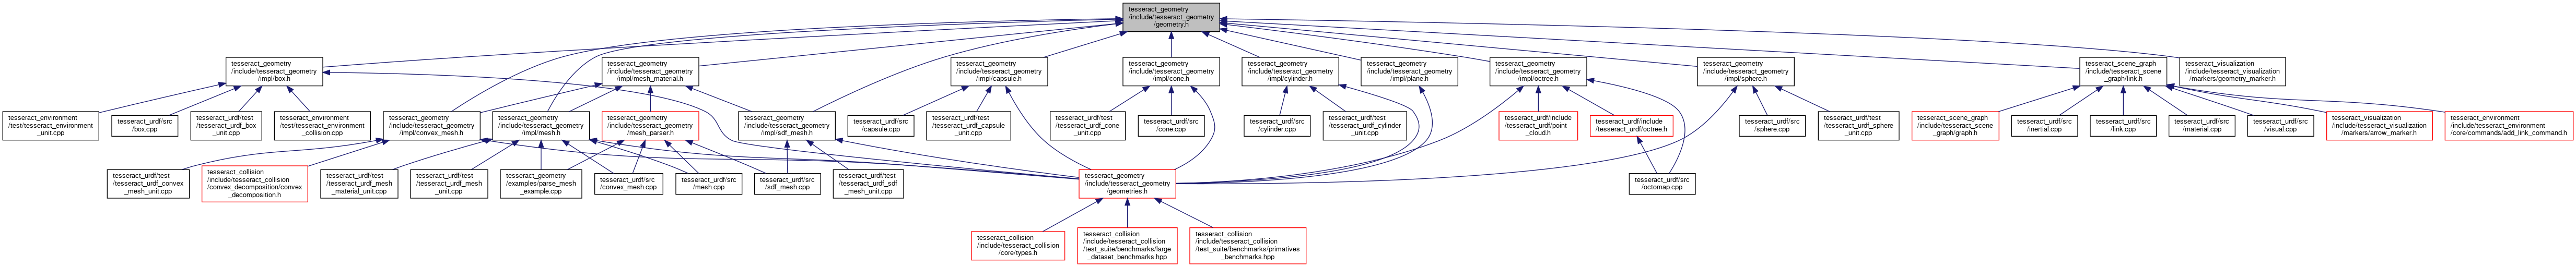 tesseract_geometry
/include/tesseract_geometry
/geometry.h
tesseract_geometry
/include/tesseract_geometry
/impl/box.h
tesseract_geometry
/include/tesseract_geometry
/impl/mesh_material.h
tesseract_geometry
/include/tesseract_geometry
/impl/capsule.h
tesseract_geometry
/include/tesseract_geometry
/impl/cone.h
tesseract_geometry
/include/tesseract_geometry
/impl/cylinder.h
tesseract_geometry
/include/tesseract_geometry
/impl/plane.h
tesseract_geometry
/include/tesseract_geometry
/impl/octree.h
tesseract_geometry
/include/tesseract_geometry
/impl/sphere.h
tesseract_scene_graph
/include/tesseract_scene
_graph/link.h
tesseract_visualization
/include/tesseract_visualization
/markers/geometry_marker.h
tesseract_environment
/test/tesseract_environment
_unit.cpp
tesseract_urdf/src
/box.cpp
tesseract_urdf/test
/tesseract_urdf_box
_unit.cpp
tesseract_environment
/test/tesseract_environment
_collision.cpp
tesseract_geometry
/include/tesseract_geometry
/impl/convex_mesh.h
tesseract_geometry
/include/tesseract_geometry
/impl/mesh.h
tesseract_geometry
/include/tesseract_geometry
/mesh_parser.h
tesseract_geometry
/include/tesseract_geometry
/impl/sdf_mesh.h
tesseract_urdf/src
/capsule.cpp
tesseract_urdf/test
/tesseract_urdf_capsule
_unit.cpp
tesseract_urdf/test
/tesseract_urdf_cone
_unit.cpp
tesseract_urdf/src
/cone.cpp
tesseract_urdf/src
/cylinder.cpp
tesseract_urdf/test
/tesseract_urdf_cylinder
_unit.cpp
tesseract_urdf/include
/tesseract_urdf/point
_cloud.h
tesseract_urdf/include
/tesseract_urdf/octree.h
tesseract_urdf/src
/sphere.cpp
tesseract_urdf/test
/tesseract_urdf_sphere
_unit.cpp
tesseract_scene_graph
/include/tesseract_scene
_graph/graph.h
tesseract_urdf/src
/inertial.cpp
tesseract_urdf/src
/link.cpp
tesseract_urdf/src
/material.cpp
tesseract_urdf/src
/visual.cpp
tesseract_visualization
/include/tesseract_visualization
/markers/arrow_marker.h
tesseract_environment
/include/tesseract_environment
/core/commands/add_link_command.h
tesseract_urdf/test
/tesseract_urdf_convex
_mesh_unit.cpp
tesseract_collision
/include/tesseract_collision
/convex_decomposition/convex
_decomposition.h
tesseract_urdf/test
/tesseract_urdf_mesh
_material_unit.cpp
tesseract_urdf/test
/tesseract_urdf_mesh
_unit.cpp
tesseract_geometry
/examples/parse_mesh
_example.cpp
tesseract_urdf/src
/convex_mesh.cpp
tesseract_urdf/src
/mesh.cpp
tesseract_urdf/src
/sdf_mesh.cpp
tesseract_urdf/test
/tesseract_urdf_sdf
_mesh_unit.cpp
tesseract_geometry
/include/tesseract_geometry
/geometries.h
tesseract_urdf/src
/octomap.cpp
tesseract_collision
/include/tesseract_collision
/core/types.h
tesseract_collision
/include/tesseract_collision
/test_suite/benchmarks/large
_dataset_benchmarks.hpp
tesseract_collision
/include/tesseract_collision
/test_suite/benchmarks/primatives
_benchmarks.hpp